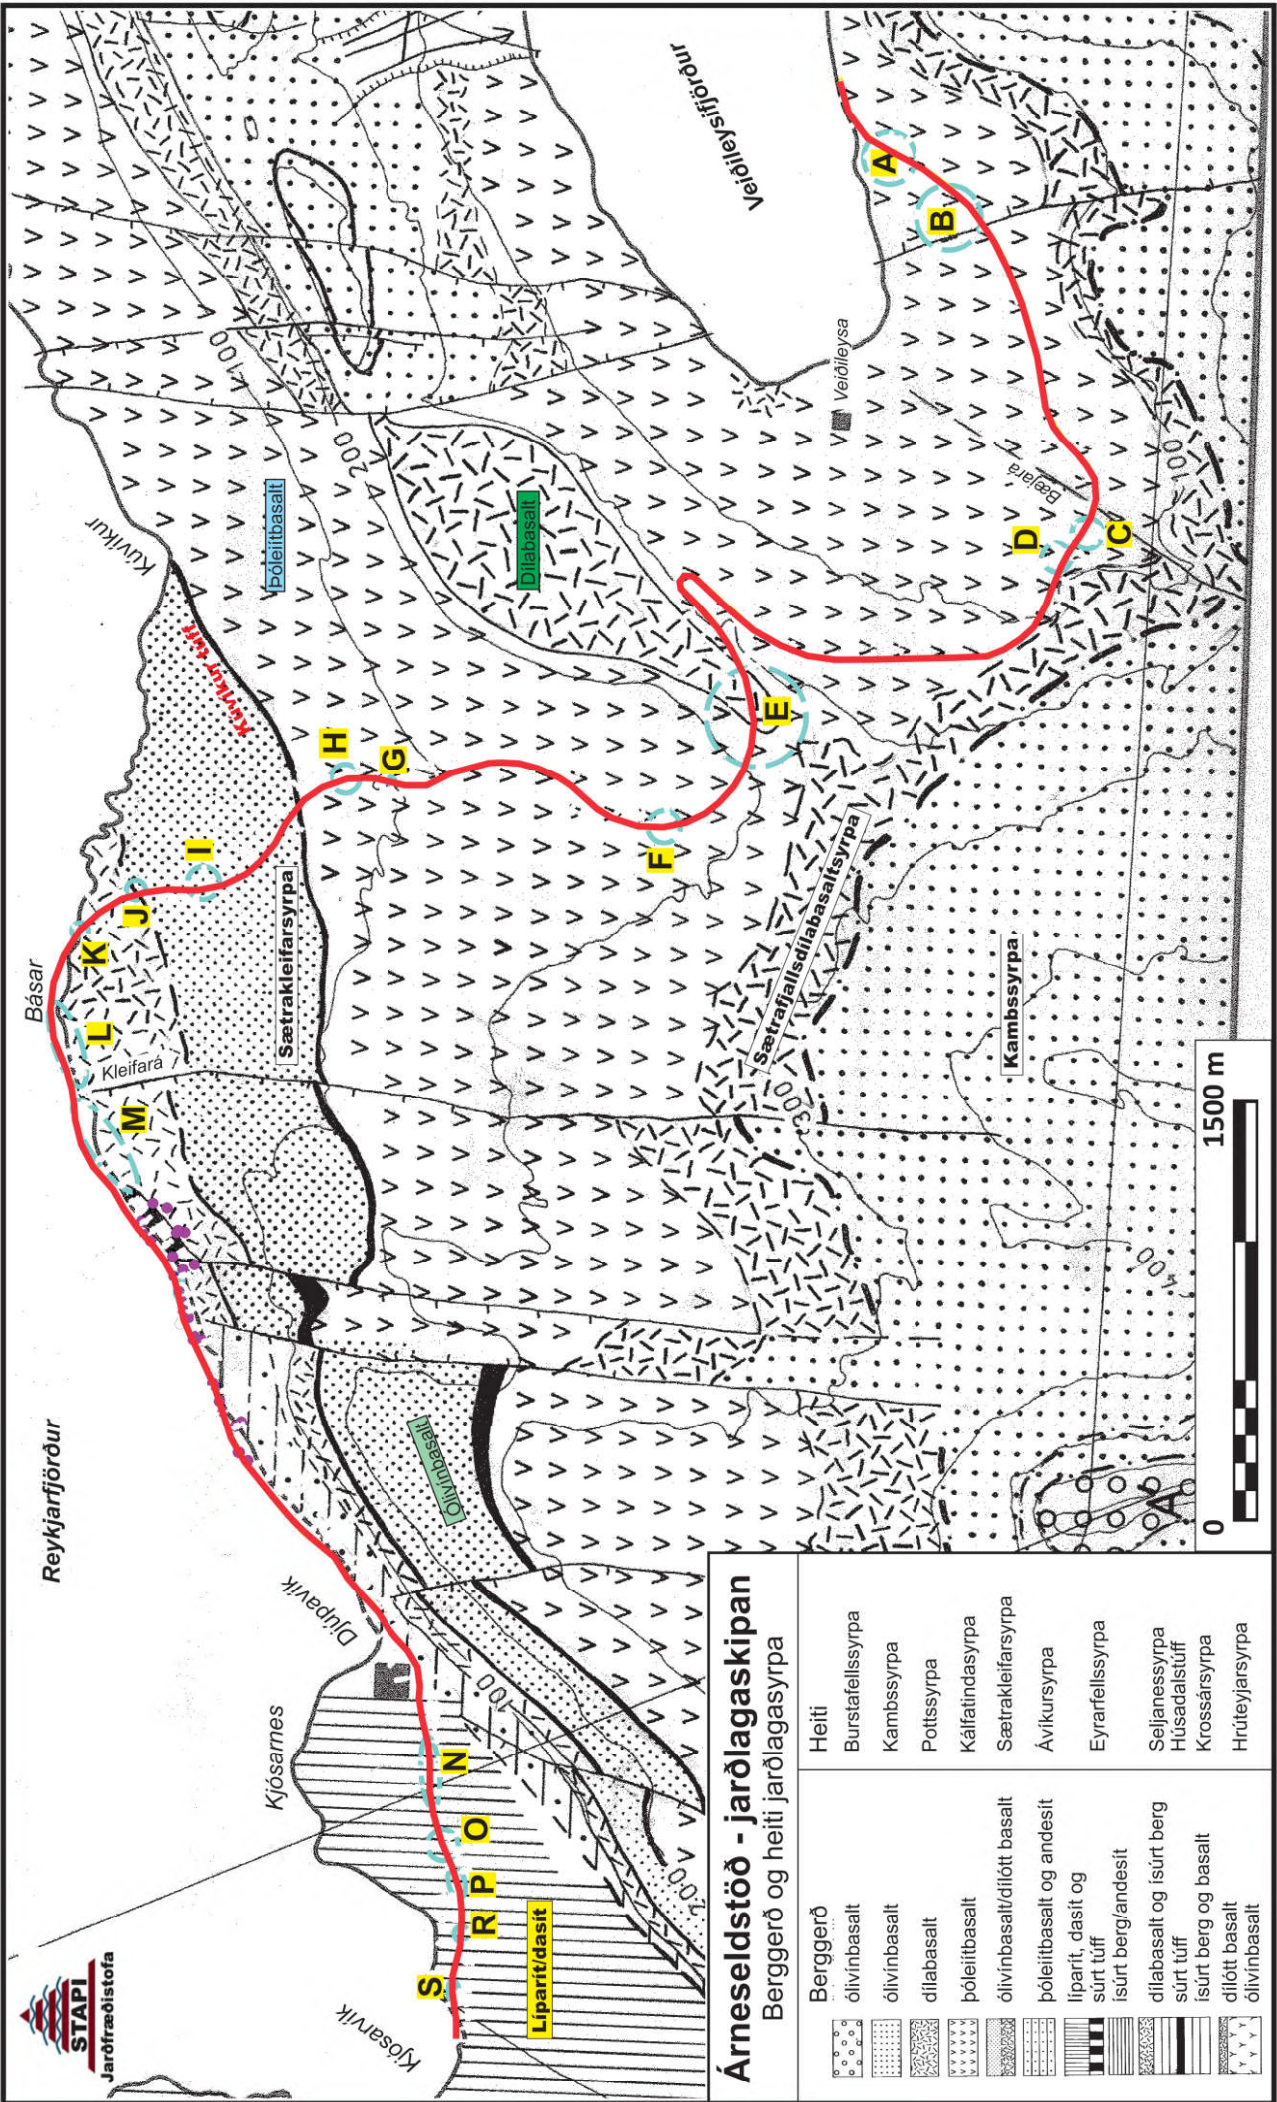 STAPI
Jarðfræðistofa
Reykjarfjörður
Kjósarvík
Kjósarnes
Djúpavík
Básar
Kúvíkur
Kúvíkur túff
Kleifará
Veiðileysifjörður
Veiðileysa
Bæjará
Þóleiítbasalt
Dílabasalt
Ólivínbasalt
Líparít/dasít
Sætrakleifarsyrpa
Sætrafjallsdílabasaltsyrpa
Kambssyrpa
A
B
C
D
E
F
G
H
I
J
K
L
M
N
O
P
R
S
A
100
200
100
300
400
100
200
0
1500 m
Árneseldstöð - jarðlagaskipan
Berggerð og heiti jarðlagasyrpa
Berggerð Heiti
ólivínbasalt Burstafellssyrpa
ólivínbasalt Kambssyrpa
dílabasalt Pottssyrpa
þóleiítbasalt Kálfatindasyrpa
ólivínbasalt/dílótt basalt Sætrakleifarsyrpa
þóleiítbasalt og andesít Ávíkursyrpa
líparít, dasít og
súrt túff Eyrarfellssyrpa
ísúrt berg/andesít
dílabasalt og ísúrt berg Seljanessyrpa
súrt túff Húsadalstúff
ísúrt berg og basalt Krossársyrpa
dílótt basalt
ólivínbasalt Hrúteyjarsyrpa